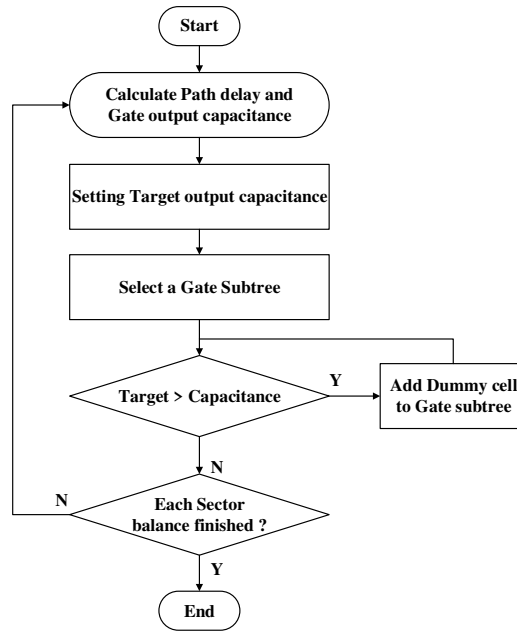 Start
Calculate Path delay and
Gate output capacitance
Setting Target output capacitance
Select a Gate Subtree
Target > Capacitance
Y
Add Dummy cell
to Gate subtree
N
Each Sector
balance finished ?
N
Y
End